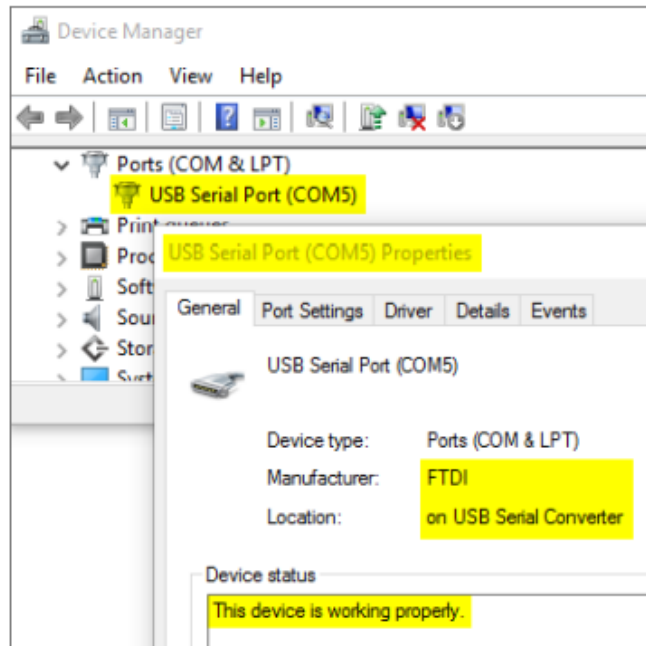 Device Manager
File Action View Help
Ports (COM & LPT)
USB Serial Port (COM5)
Print queues
USB Serial Port (COM5) Properties
General Port Settings Driver Details Events
USB Serial Port (COM5)
Device type: Ports (COM & LPT)
Manufacturer: FTDI
Location: on USB Serial Converter
Device status
This device is working properly.